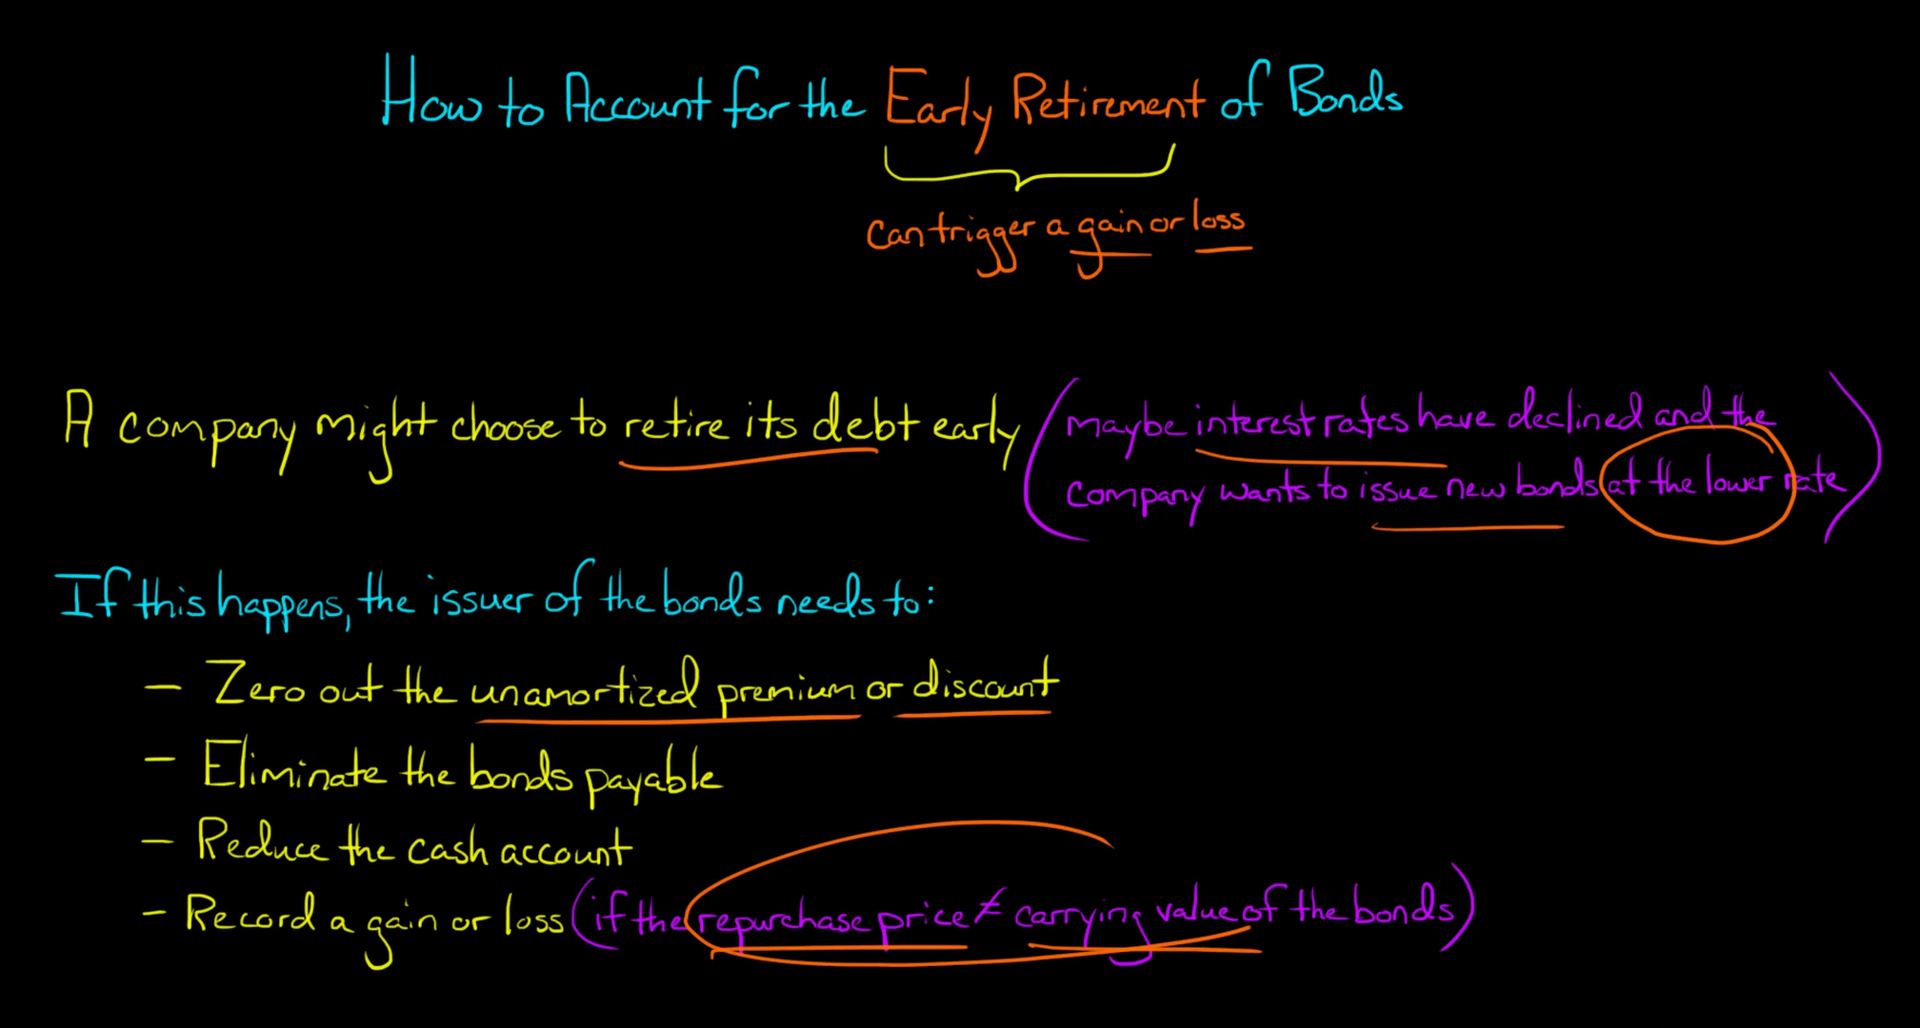 How to Account for the Early Retirement of Bonds
can trigger a gain or loss
A company might choose to retire its debt early (maybe interest rates have declined and the
company wants to issue new bonds at the lower rate)
If this happens, the issuer of the bonds needs to:
- Zero out the unamortized premium or discount
- Eliminate the bonds payable
- Reduce the cash account
- Record a gain or loss (if the repurchase price ≠ carrying value of the bonds)